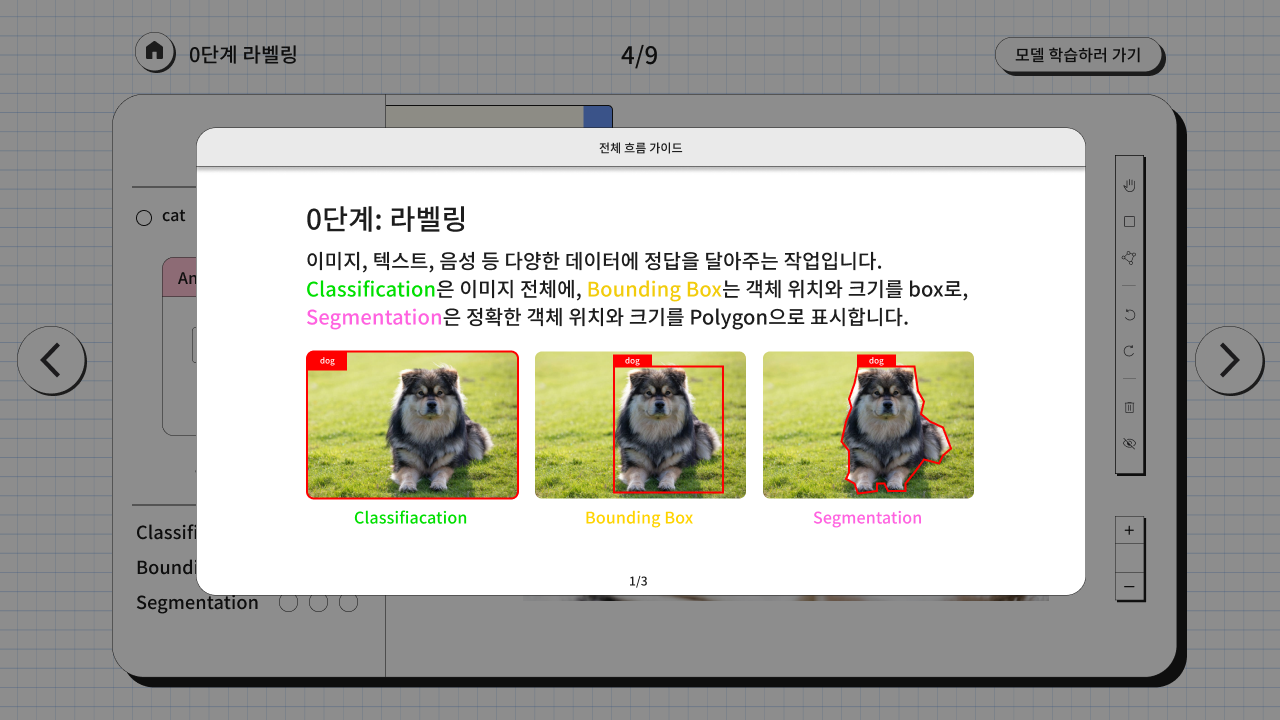 0단계 라벨링
4/9
모델 학습하러 가기
전체 흐름 가이드
0단계: 라벨링
이미지, 텍스트, 음성 등 다양한 데이터에 정답을 달아주는 작업입니다.
Classification은 이미지 전체에, Bounding Box는 객체 위치와 크기를 box로,
Segmentation은 정확한 객체 위치와 크기를 Polygon으로 표시합니다.
dog
dog
dog
Classifiacation
Bounding Box
Segmentation
1/3
cat
An
Classifi
Boundi
Segmentation
+
−